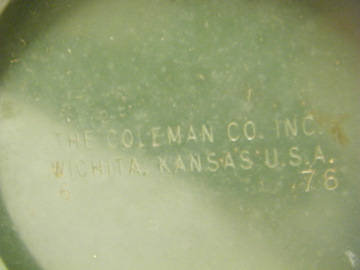 THE COLEMAN CO. INC.
WICHITA, KANSAS U.S.A.
76